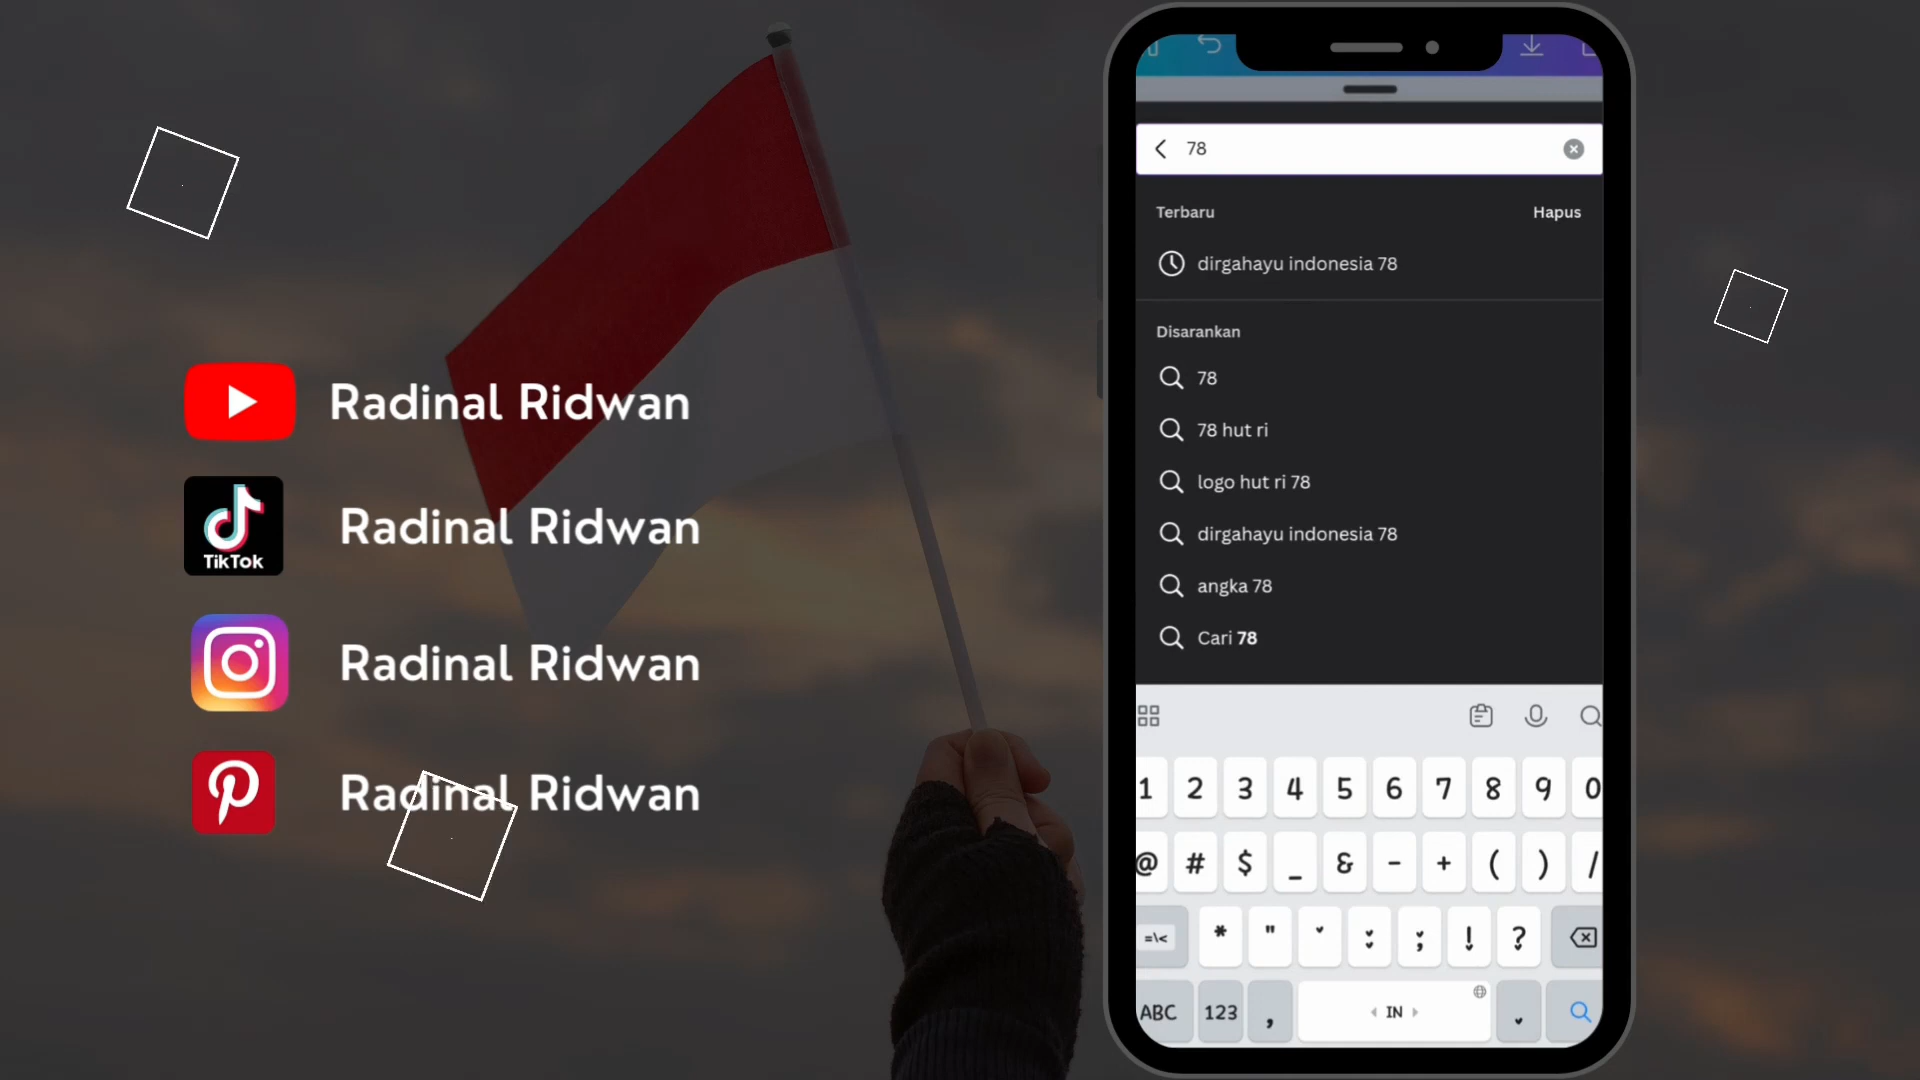 Radinal Ridwan
TikTok
Radinal Ridwan
Radinal Ridwan
Radinal Ridwan
78
Terbaru Hapus
dirgahayu indonesia 78
Disarankan
78
78 hut ri
logo hut ri 78
dirgahayu indonesia 78
angka 78
Cari 78
1 2 3 4 5 6 7 8 9 0
@ # $ _ & - + ( ) /
=\< * " ' : ; ! ?
ABC 123 , IN .